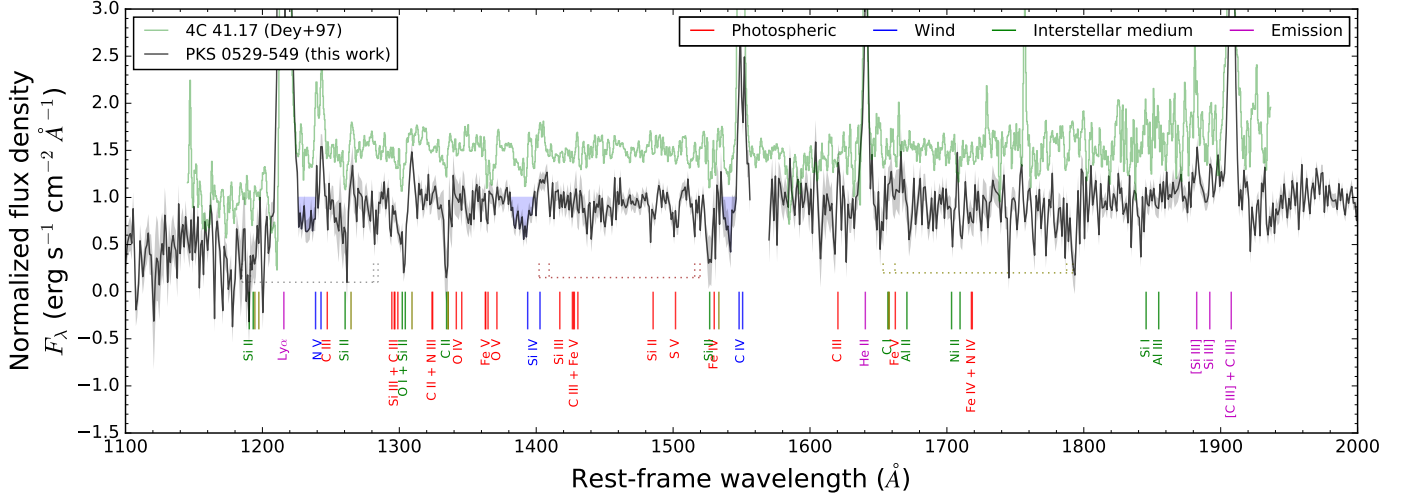 4C 41.17 (Dey+97)
PKS 0529-549 (this work)
Photospheric
Wind
Interstellar medium
Emission
Normalized flux density
F_λ (erg s⁻¹ cm⁻² Å⁻¹)
3.0
2.5
2.0
1.5
1.0
0.5
0.0
−0.5
−1.0
−1.5
Si II
Lyα
N V
C III
Si II
Si III + C III
O I + Si II
C II + N III
C II
O IV
Fe V
O V
Si IV
Si III
C III + Fe V
Si II
S V
Si II
Fe IV
C IV
C III
He II
C I
Fe V
Al II
Ni II
Fe IV + N IV
Si I
Al III
[Si III]
Si III]
[C III] + C III]
1100
1200
1300
1400
1500
1600
1700
1800
1900
2000
Rest-frame wavelength (Å)